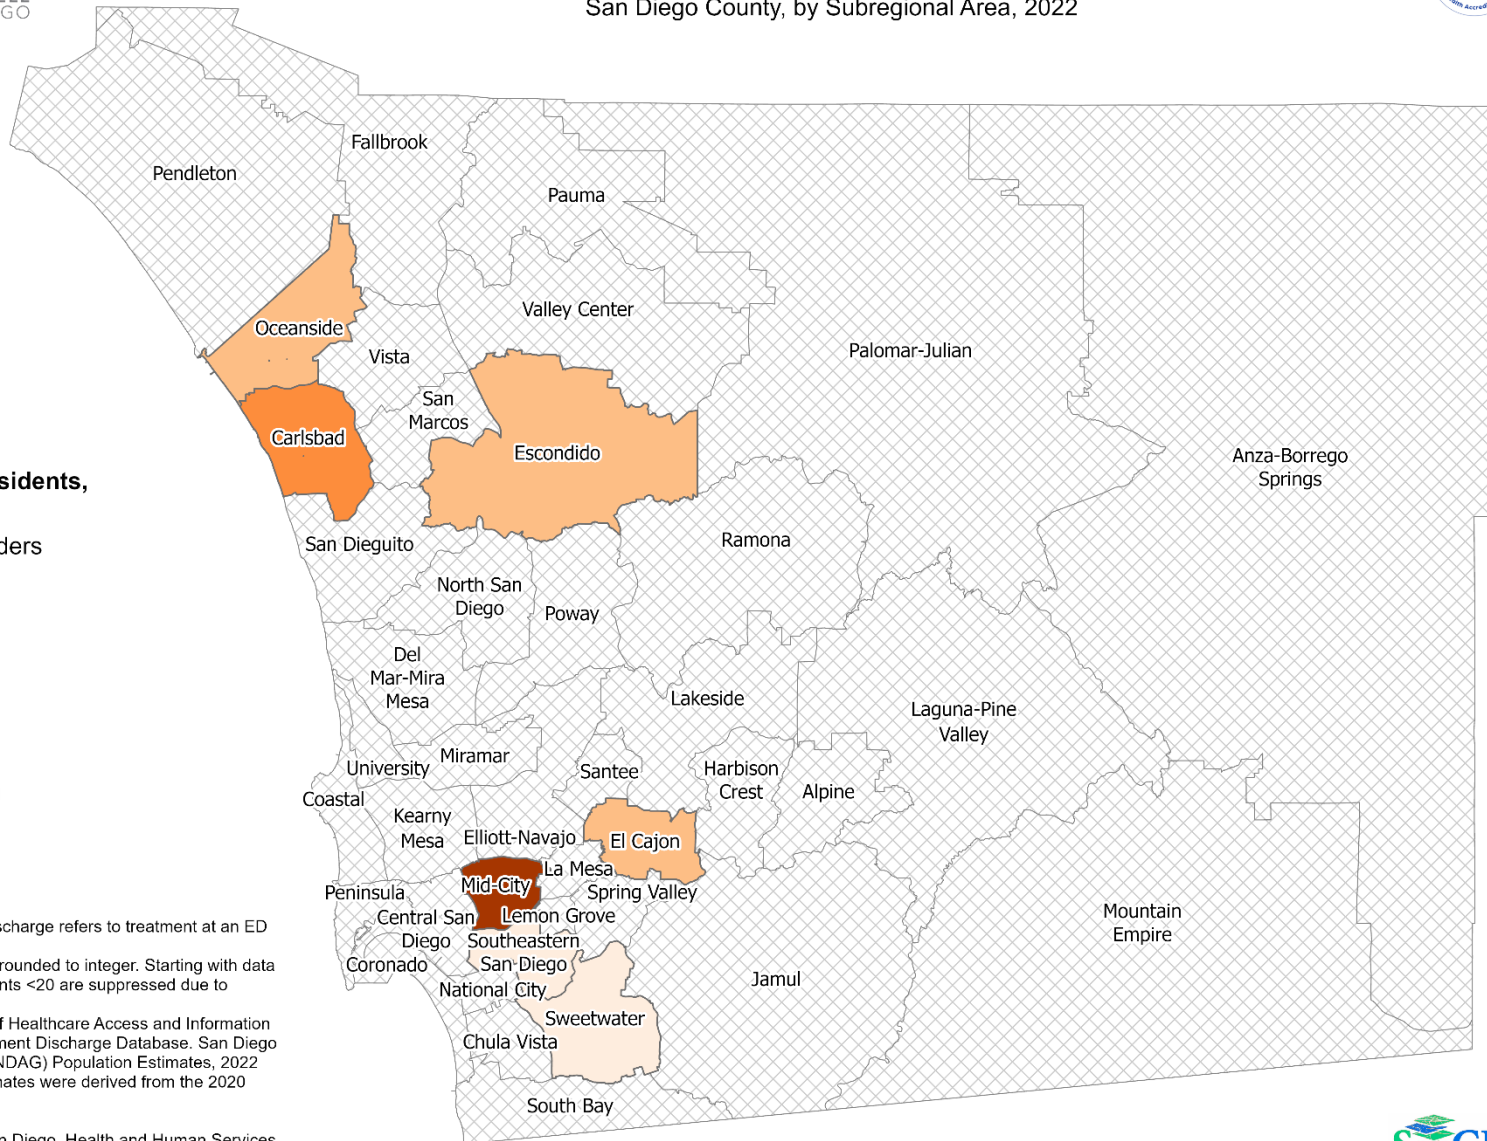 GO
San Diego County, by Subregional Area, 2022
Fallbrook
Pendleton
Pauma
Valley Center
Oceanside
Vista
Palomar-Julian
San
Marcos
Carlsbad
Escondido
Anza-Borrego
Springs
sidents,
ders
San Dieguito
Ramona
North San
Diego
Poway
Del
Mar-Mira
Mesa
Lakeside
Laguna-Pine
Valley
Miramar
University
Santee
Harbison
Crest
Alpine
Coastal
Kearny
Mesa
Elliott-Navajo
El Cajon
La Mesa
Mid-City
Peninsula
Spring Valley
Central San
Diego
Lemon Grove
Mountain
Empire
Southeastern
San Diego
Coronado
Jamul
National City
Sweetwater
Chula Vista
South Bay
scharge refers to treatment at an ED
rounded to integer. Starting with data
nts <20 are suppressed due to
f Healthcare Access and Information
ment Discharge Database. San Diego
NDAG) Population Estimates, 2022
nates were derived from the 2020
n Diego, Health and Human Services